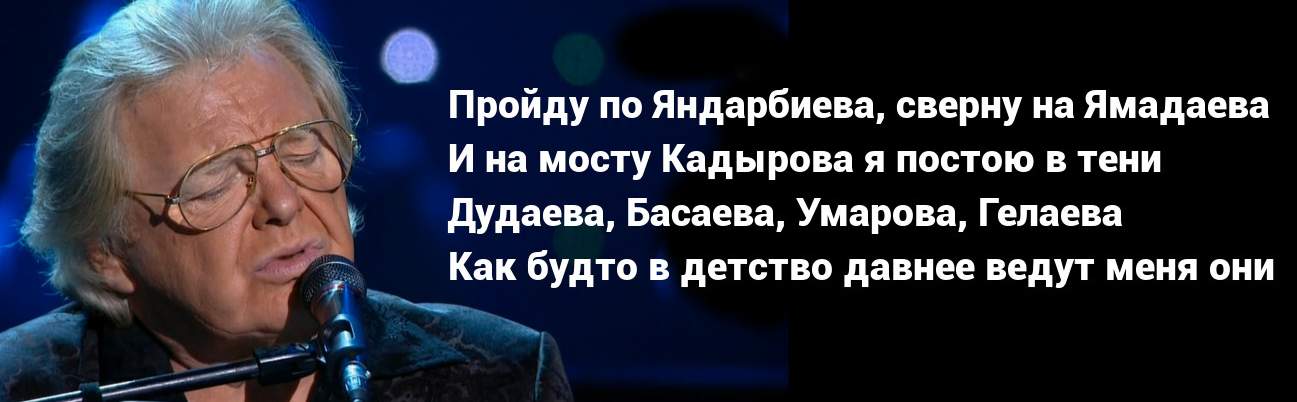 Пройду по Яндарбиева, сверну на Ямадаева
И на мосту Кадырова я постою в тени
Дудаева, Басаева, Умарова, Гелаева
Как будто в детство давнее ведут меня они